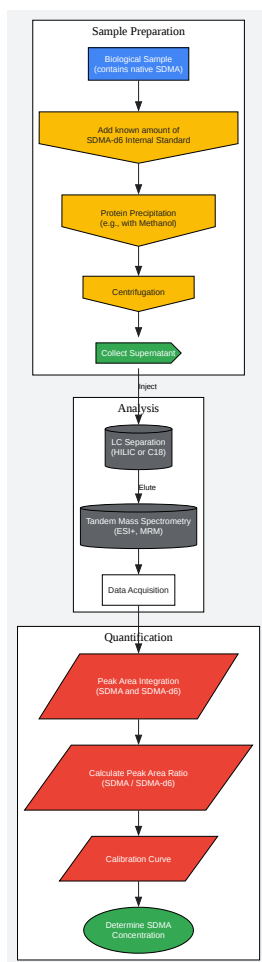 Sample Preparation
Biological Sample
(contains native SDMA)
Add known amount of
SDMA-d6 Internal Standard
Protein Precipitation
(e.g., with Methanol)
Centrifugation
Collect Supernatant
Inject
Analysis
LC Separation
(HILIC or C18)
Elute
Tandem Mass Spectrometry
(ESI+, MRM)
Data Acquisition
Quantification
Peak Area Integration
(SDMA and SDMA-d6)
Calculate Peak Area Ratio
(SDMA / SDMA-d6)
Calibration Curve
Determine SDMA
Concentration